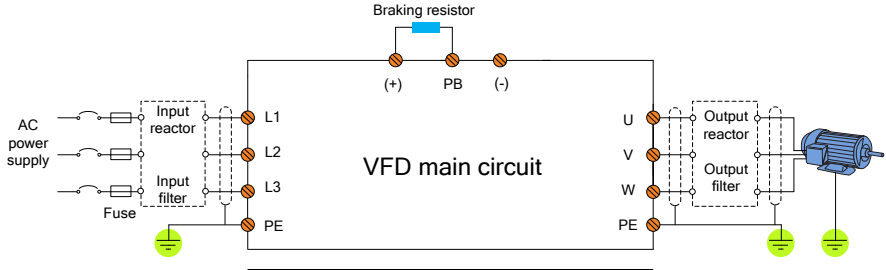 Braking resistor
(+)
PB
(-)
AC
power
supply
Input
reactor
Input
filter
Fuse
L1
L2
L3
PE
VFD main circuit
U
V
W
PE
Output
reactor
Output
filter